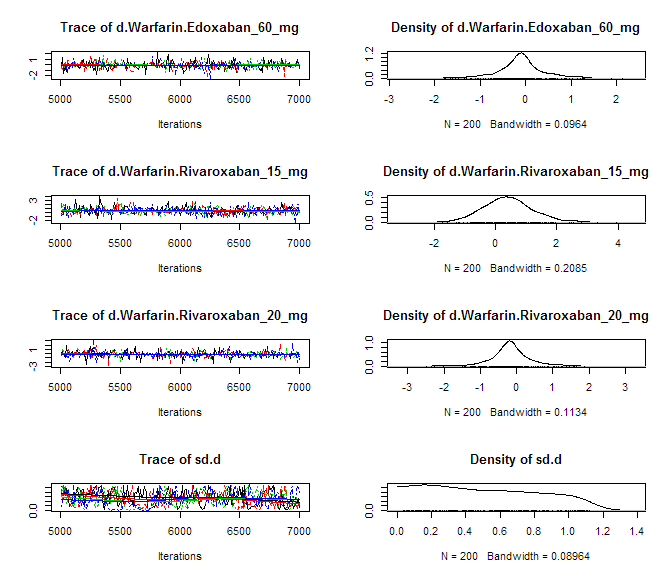 Trace of d.Warfarin.Edoxaban_60_mg
Density of d.Warfarin.Edoxaban_60_mg
-2 1
5000 5500 6000 6500 7000
Iterations
0.0 1.2
-3 -2 -1 0 1 2
N = 200 Bandwidth = 0.0964
Trace of d.Warfarin.Rivaroxaban_15_mg
Density of d.Warfarin.Rivaroxaban_15_mg
-2 3
5000 5500 6000 6500 7000
Iterations
0.0 0.5
-2 0 2 4
N = 200 Bandwidth = 0.2085
Trace of d.Warfarin.Rivaroxaban_20_mg
Density of d.Warfarin.Rivaroxaban_20_mg
-3 1
5000 5500 6000 6500 7000
Iterations
0.0 1.0
-3 -2 -1 0 1 2 3
N = 200 Bandwidth = 0.1134
Trace of sd.d
Density of sd.d
0.0
5000 5500 6000 6500 7000
Iterations
0.0
0.0 0.2 0.4 0.6 0.8 1.0 1.2 1.4
N = 200 Bandwidth = 0.08964